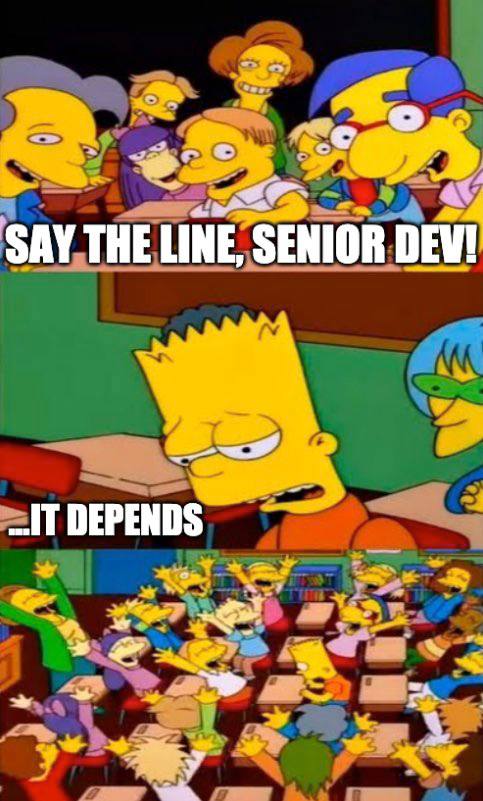 SAY THE LINE, SENIOR DEV!
...IT DEPENDS